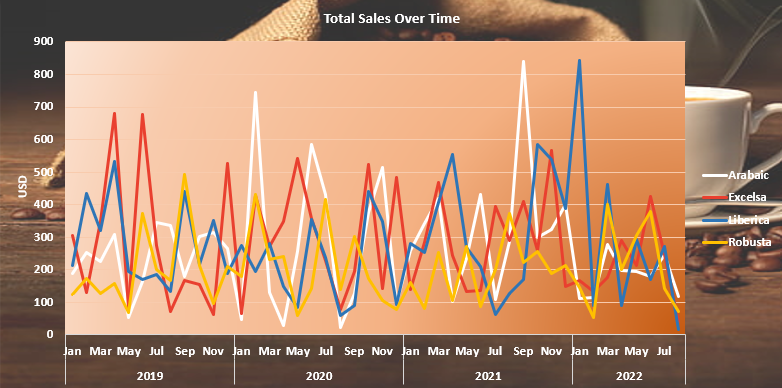 Total Sales Over Time
900
800
700
600
500
400
300
200
100
0
USD
Jan Mar May Jul Sep Nov Jan Mar May Jul Sep Nov Jan Mar May Jul Sep Nov Jan Mar May Jul
2019 2020 2021 2022
Arabaic
Excelsa
Liberica
Robusta